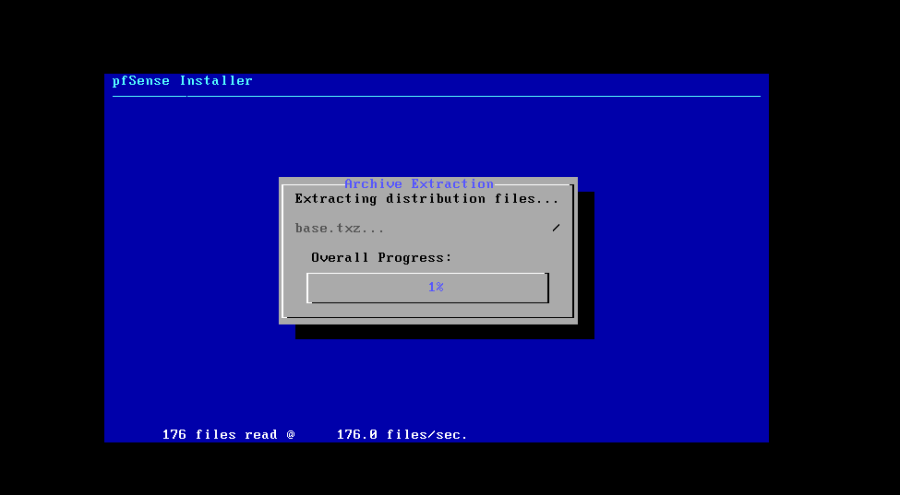 pfSense Installer
Archive Extraction
Extracting distribution files...
base.txz... /
Overall Progress:
1%
176 files read @ 176.0 files/sec.